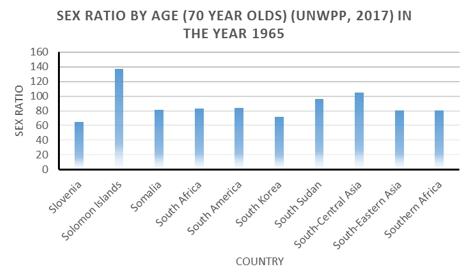 SEX RATIO BY AGE (70 YEAR OLDS) (UNWPP, 2017) IN
THE YEAR 1965
SEX RATIO
160
140
120
100
80
60
40
20
0
Slovenia
Solomon Islands
Somalia
South Africa
South America
South Korea
South Sudan
South-Central Asia
South-Eastern Asia
Southern Africa
COUNTRY